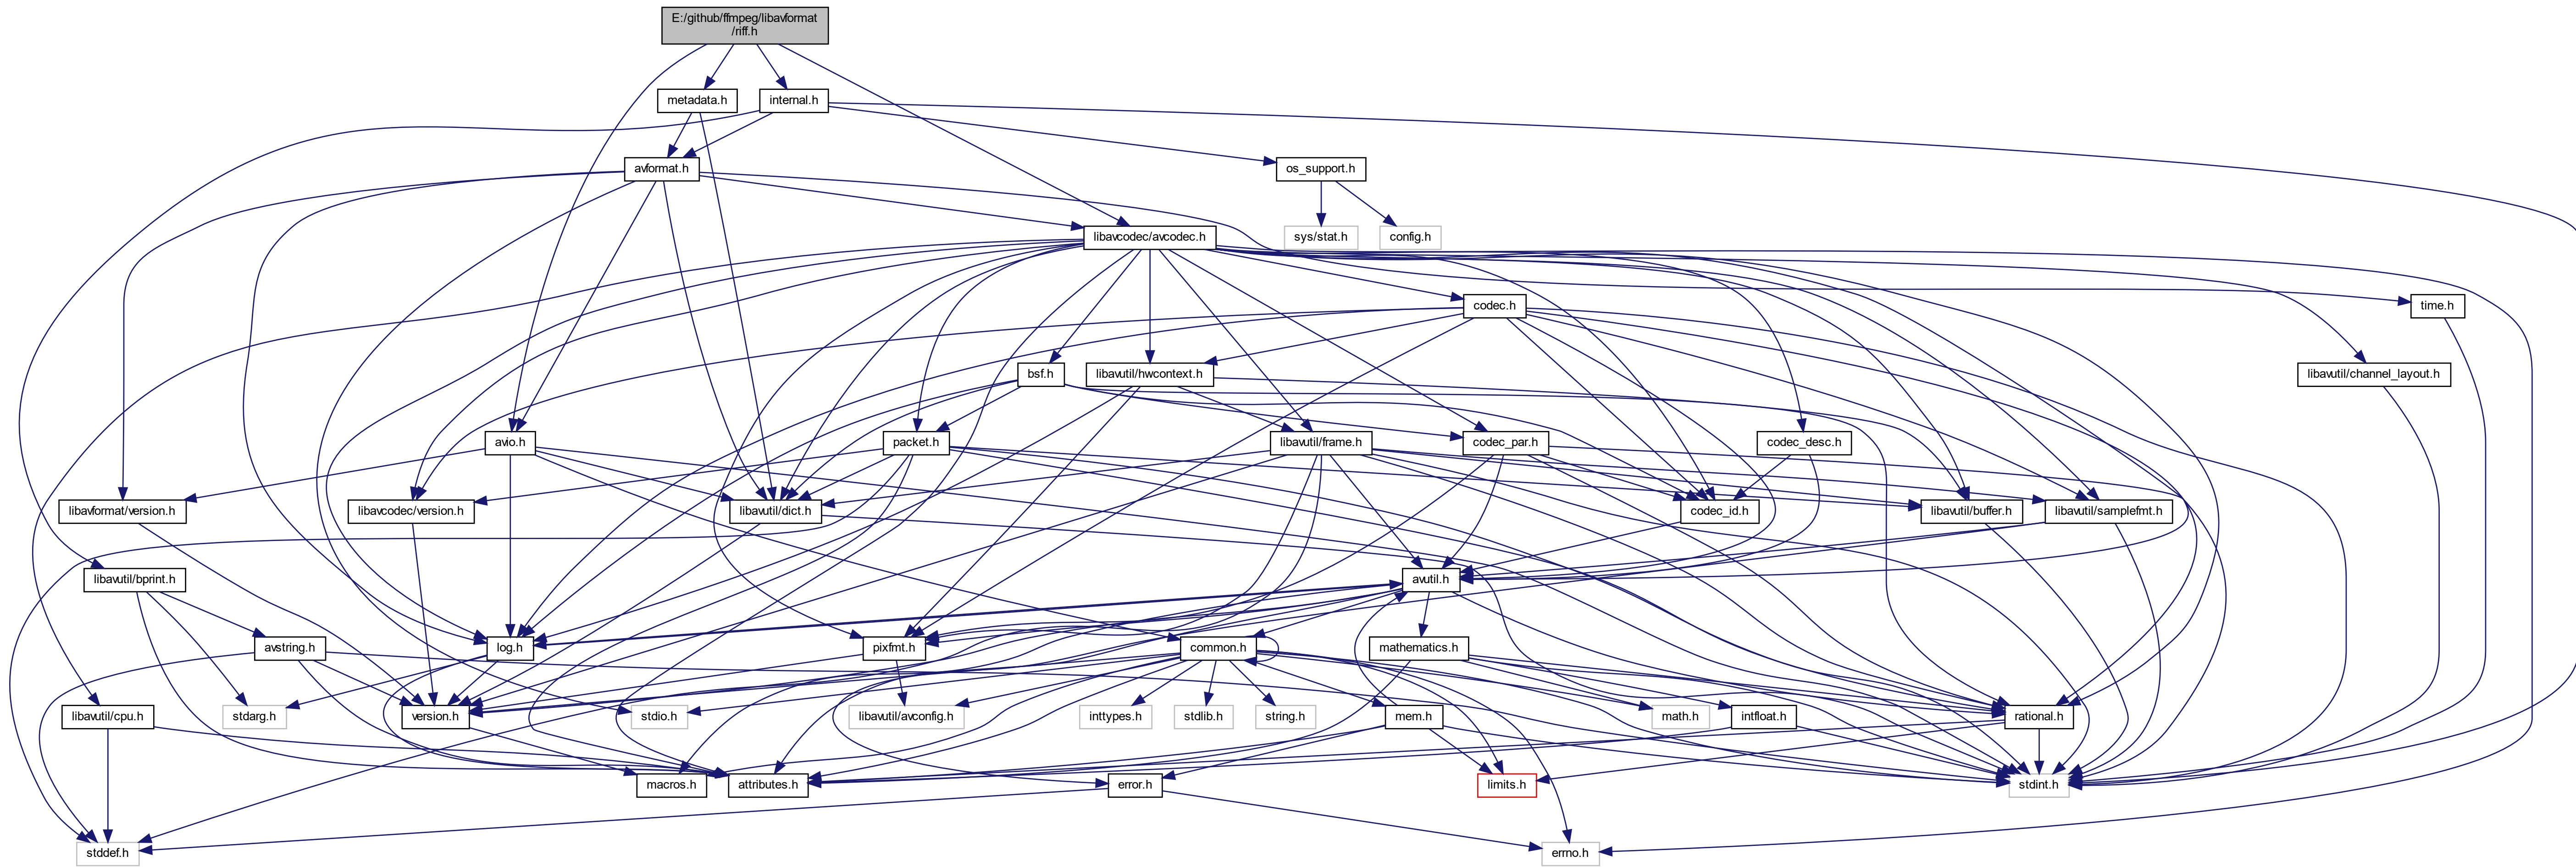 E:/github/ffmpeg/libavformat
/riff.h
metadata.h
internal.h
avformat.h
os_support.h
libavcodec/avcodec.h
sys/stat.h
config.h
codec.h
time.h
bsf.h
libavutil/hwcontext.h
libavutil/channel_layout.h
avio.h
packet.h
libavutil/frame.h
codec_par.h
codec_desc.h
libavformat/version.h
libavcodec/version.h
libavutil/dict.h
codec_id.h
libavutil/buffer.h
libavutil/samplefmt.h
libavutil/bprint.h
avutil.h
avstring.h
log.h
pixfmt.h
common.h
mathematics.h
libavutil/cpu.h
stdarg.h
version.h
stdio.h
libavutil/avconfig.h
inttypes.h
stdlib.h
string.h
mem.h
math.h
intfloat.h
rational.h
macros.h
attributes.h
error.h
limits.h
stdint.h
stddef.h
errno.h